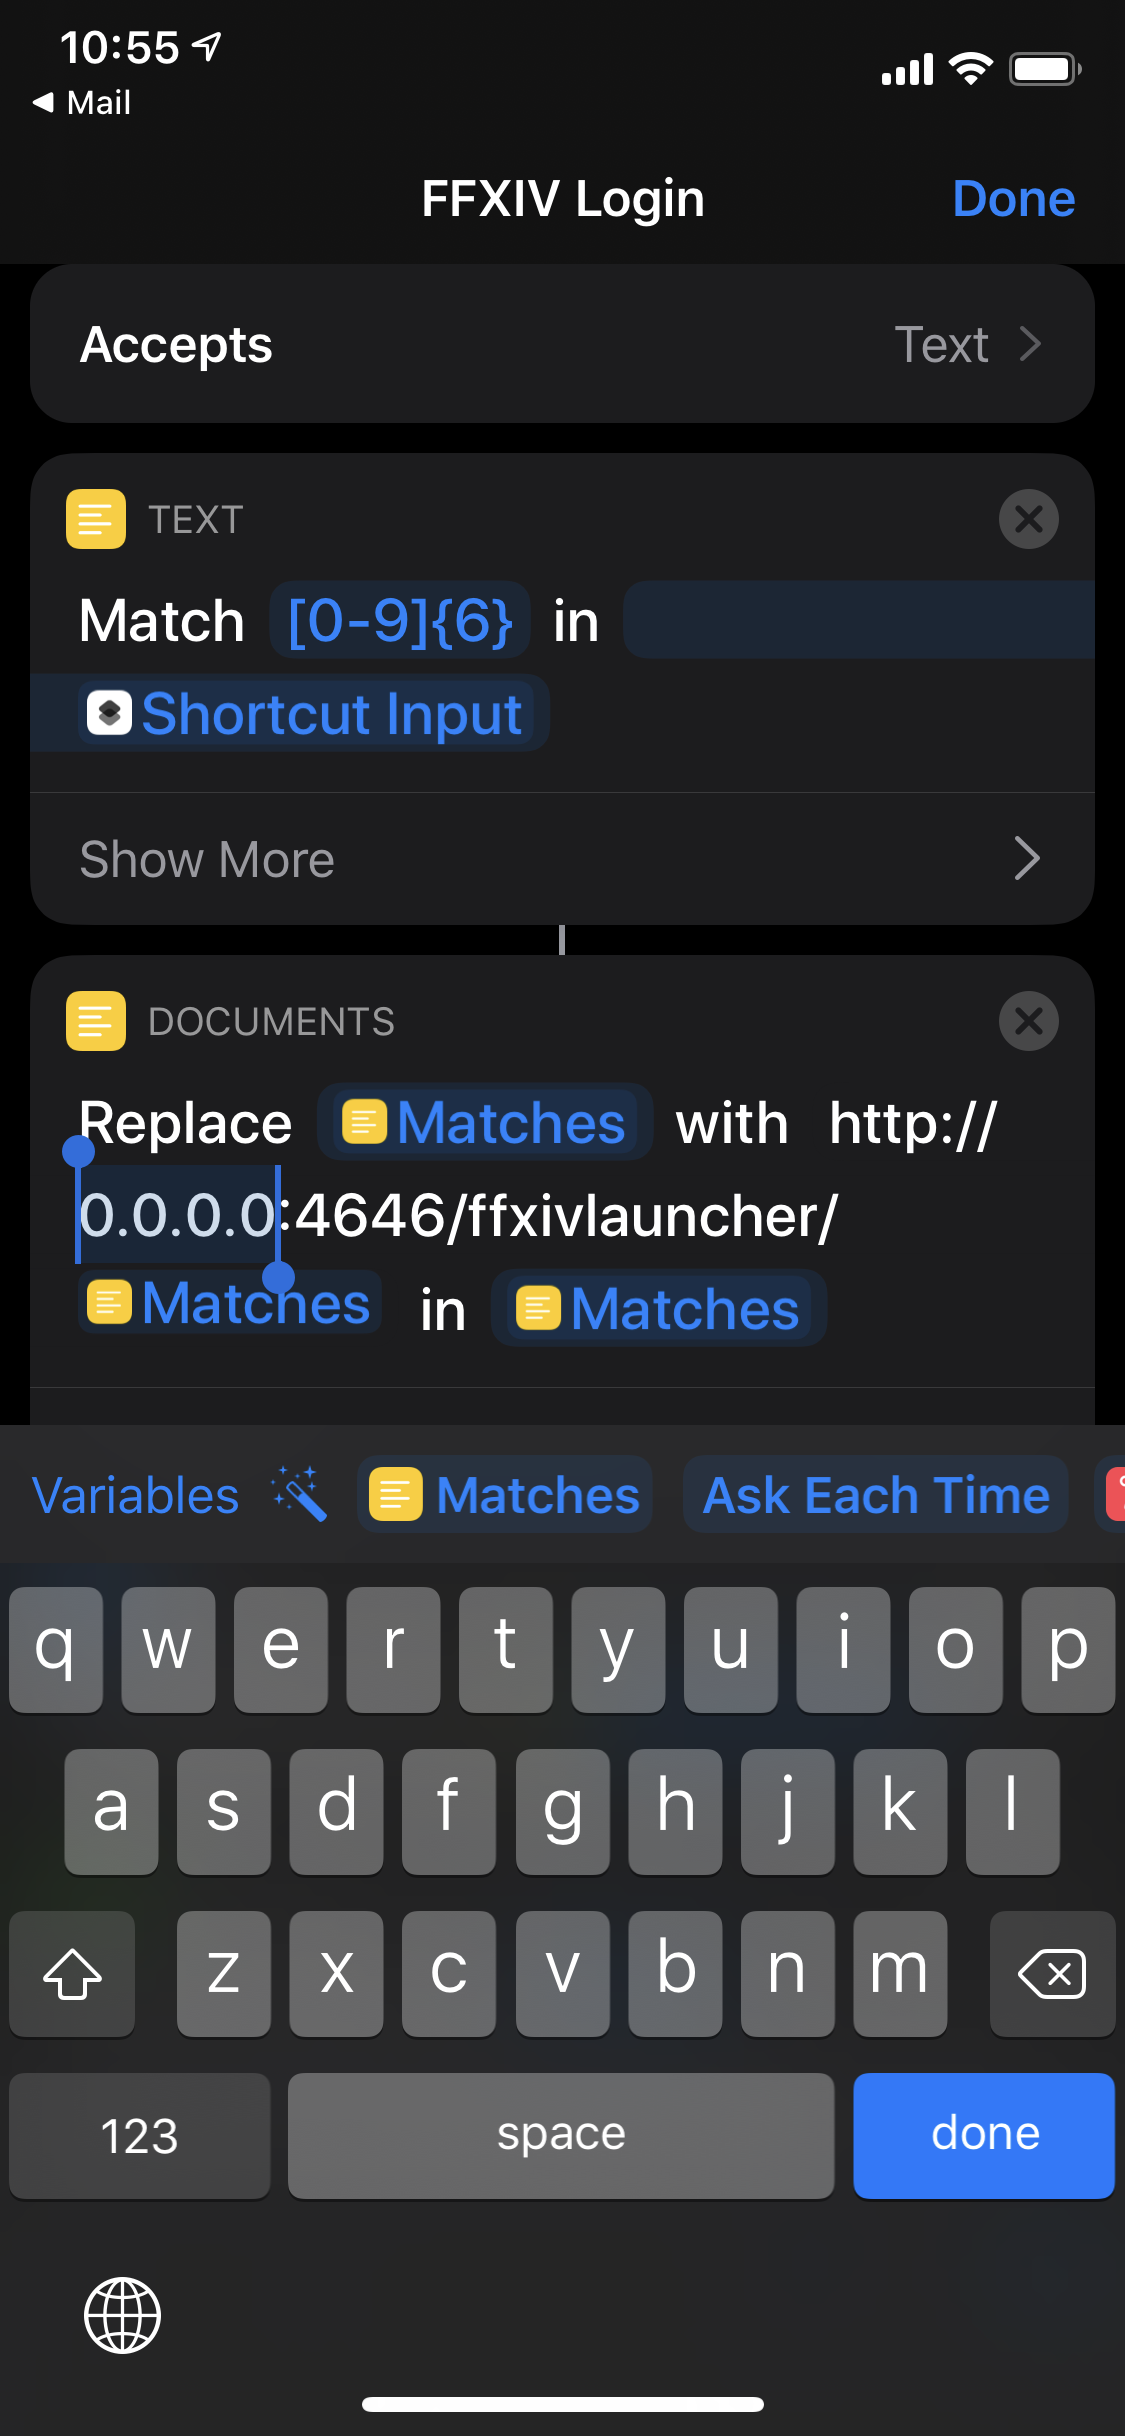 10:55
Mail
FFXIV Login
Done
Accepts
Text
TEXT
Match [0-9]{6} in
Shortcut Input
Show More
DOCUMENTS
Replace Matches with http://
0.0.0.0:4646/ffxivlauncher/
Matches in Matches
Variables Matches Ask Each Time
q w e r t y u i o p
a s d f g h j k l
z x c v b n m
123 space done